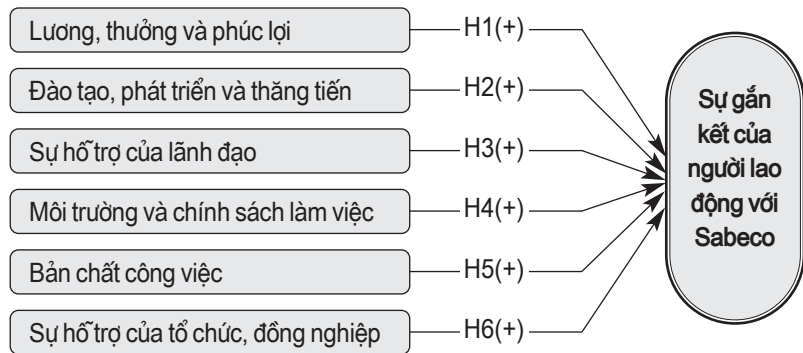 Lương, thưởng và phúc lợi
H1(+)
Đào tạo, phát triển và thăng tiến
H2(+)
Sự hỗ trợ của lãnh đạo
H3(+)
Môi trường và chính sách làm việc
H4(+)
Bản chất công việc
H5(+)
Sự hỗ trợ của tổ chức, đồng nghiệp
H6(+)
Sự gắn
kết của
người lao
động với
Sabeco